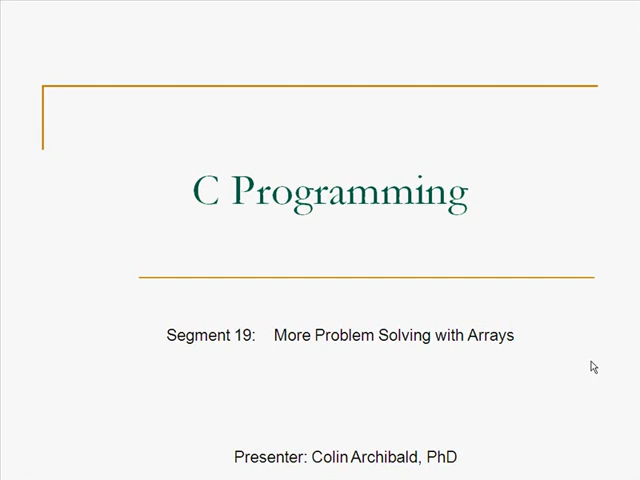 C Programming
Segment 19: More Problem Solving with Arrays
Presenter: Colin Archibald, PhD